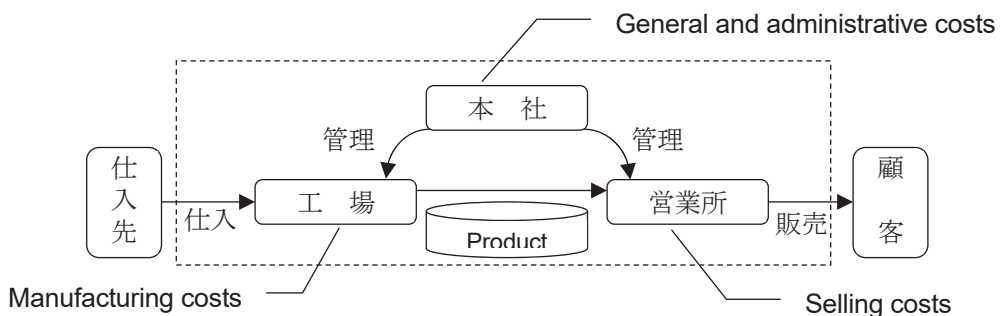 General and administrative costs
本 社
管理
管理
仕入先
仕入
工 場
営業所
販売
顧 客
Product
Manufacturing costs
Selling costs